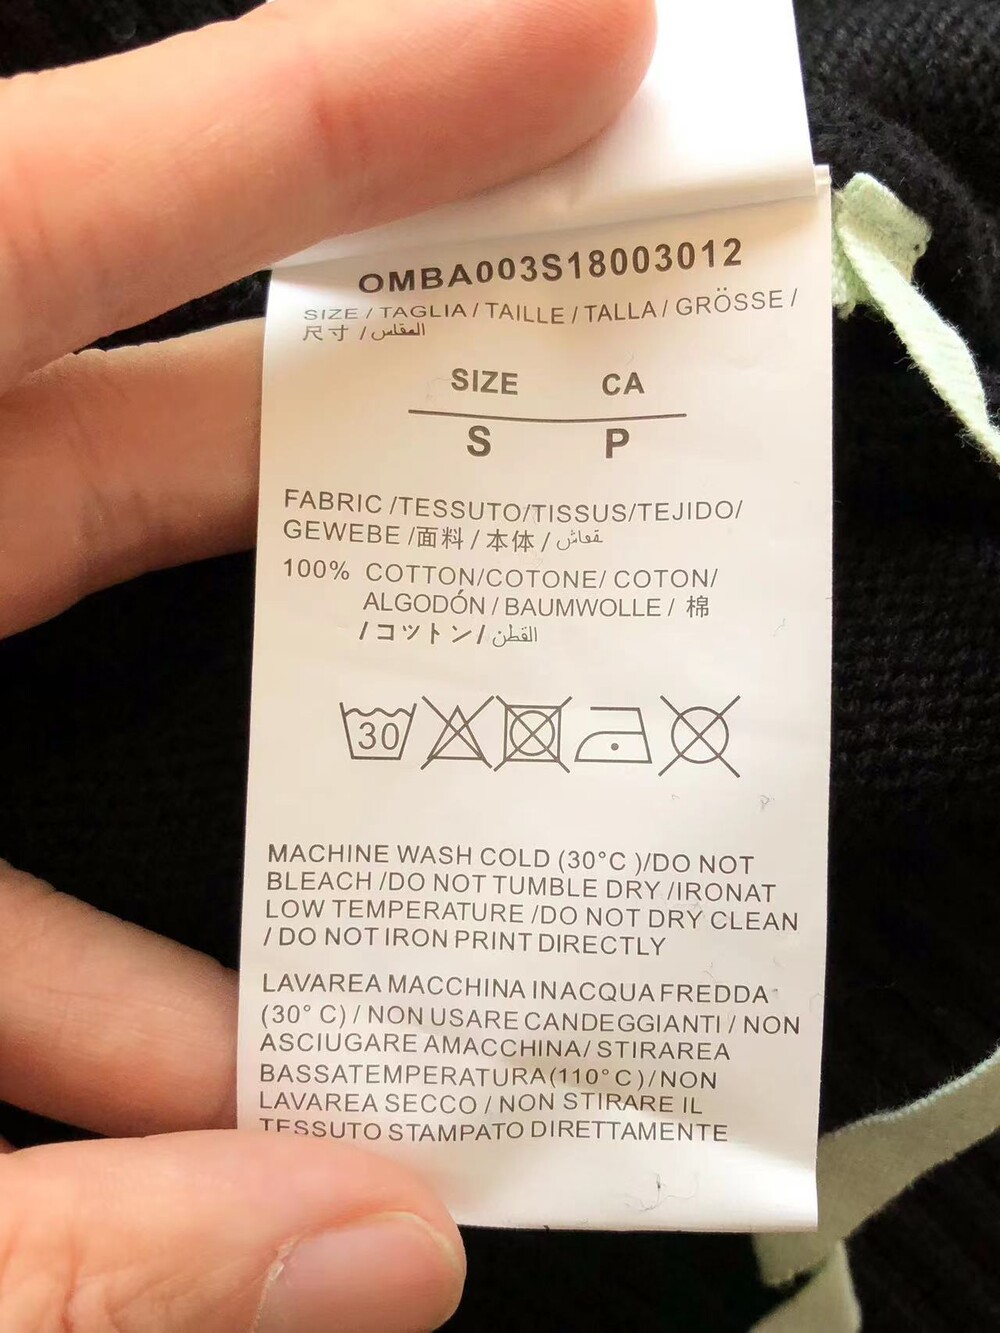 OMBA003S18003012
SIZE / TAGLIA / TAILLE / TALLA / GRÖSSE /
尺寸 / المقاس
SIZE CA
S P
FABRIC /TESSUTO/TISSUS/TEJIDO/
GEWEBE /面料 / 本体 / قماش
100% COTTON/COTONE/ COTON/
ALGODÓN / BAUMWOLLE / 棉
/ コットン/ القطن
30
MACHINE WASH COLD (30°C )/DO NOT
BLEACH /DO NOT TUMBLE DRY /IRONAT
LOW TEMPERATURE /DO NOT DRY CLEAN
/ DO NOT IRON PRINT DIRECTLY
LAVAREA MACCHINA INACQUA FREDDA
(30° C) / NON USARE CANDEGGIANTI / NON
ASCIUGARE AMACCHINA/ STIRAREA
BASSATEMPERATURA(110° C)/NON
LAVAREA SECCO / NON STIRARE IL
TESSUTO STAMPATO DIRETTAMENTE